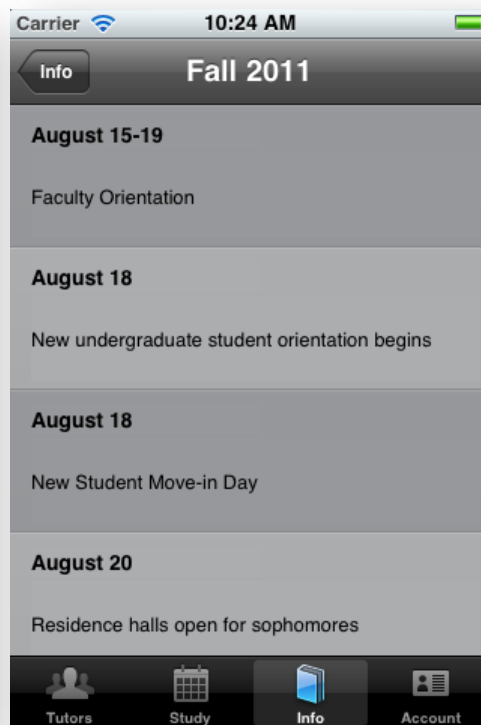 Carrier 10:24 AM
Info Fall 2011
August 15-19
Faculty Orientation
August 18
New undergraduate student orientation begins
August 18
New Student Move-in Day
August 20
Residence halls open for sophomores
Tutors Study Info Account